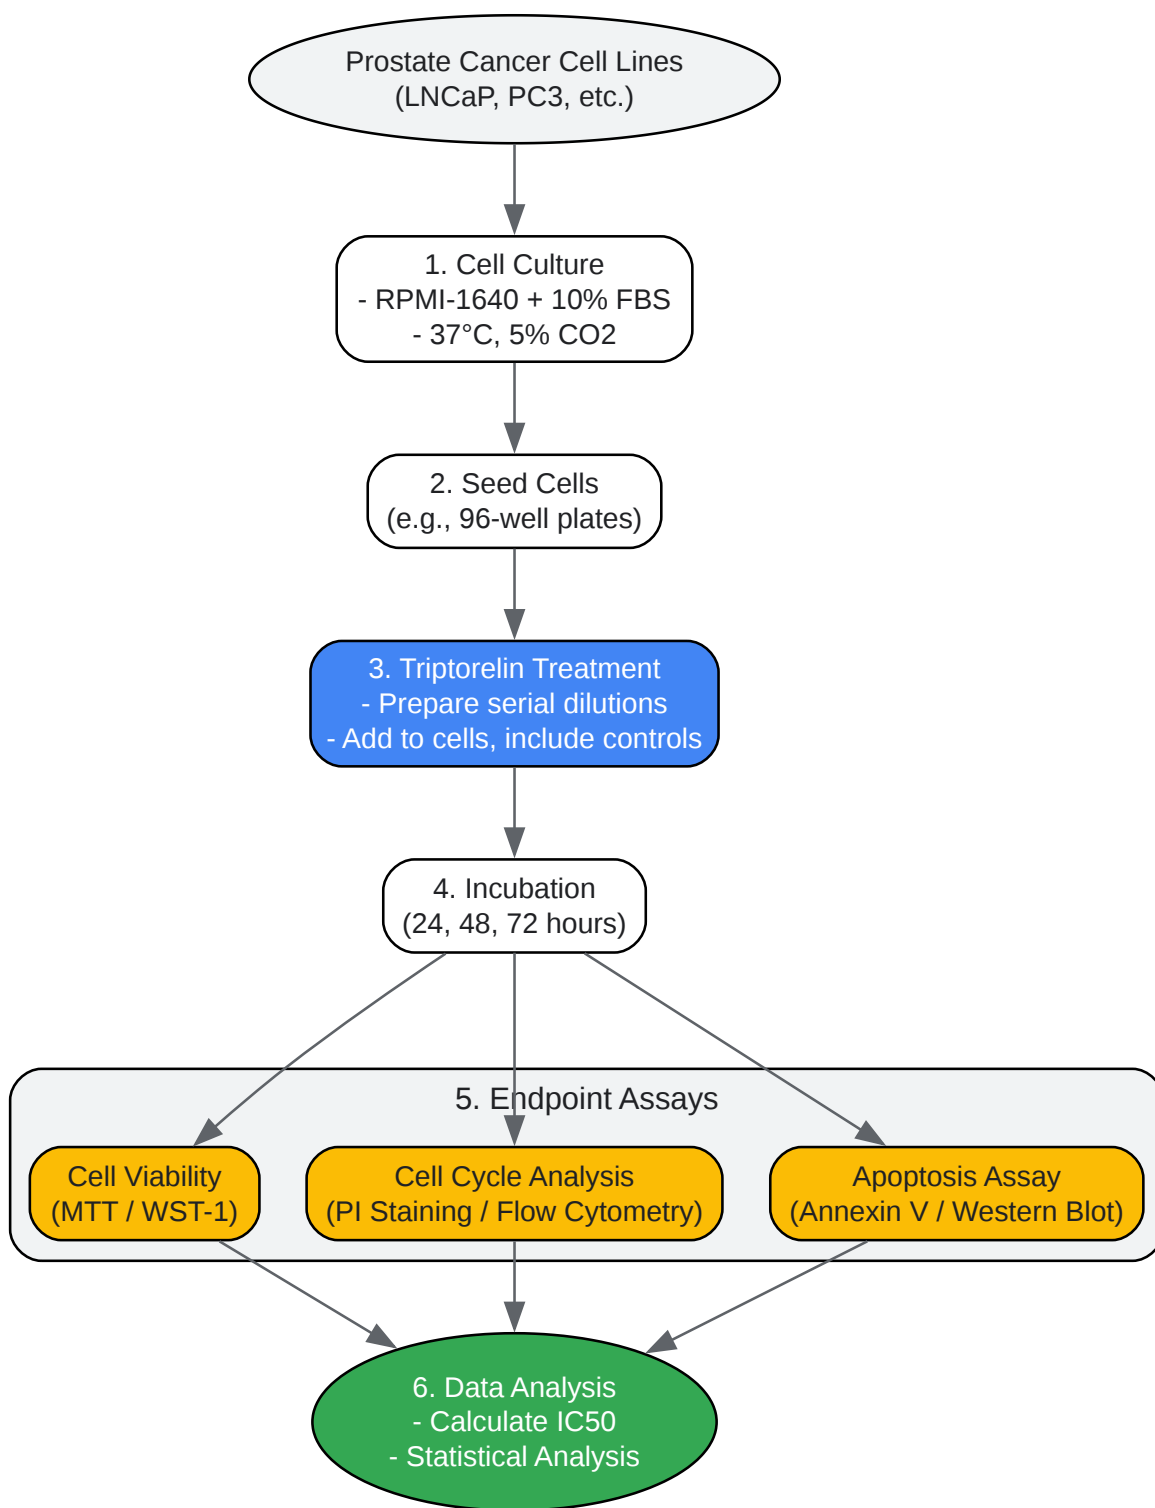 Prostate Cancer Cell Lines
(LNCaP, PC3, etc.)
1. Cell Culture
- RPMI-1640 + 10% FBS
- 37°C, 5% CO2
2. Seed Cells
(e.g., 96-well plates)
3. Triptorelin Treatment
- Prepare serial dilutions
- Add to cells, include controls
4. Incubation
(24, 48, 72 hours)
5. Endpoint Assays
Cell Viability
(MTT / WST-1)
Cell Cycle Analysis
(PI Staining / Flow Cytometry)
Apoptosis Assay
(Annexin V / Western Blot)
6. Data Analysis
- Calculate IC50
- Statistical Analysis